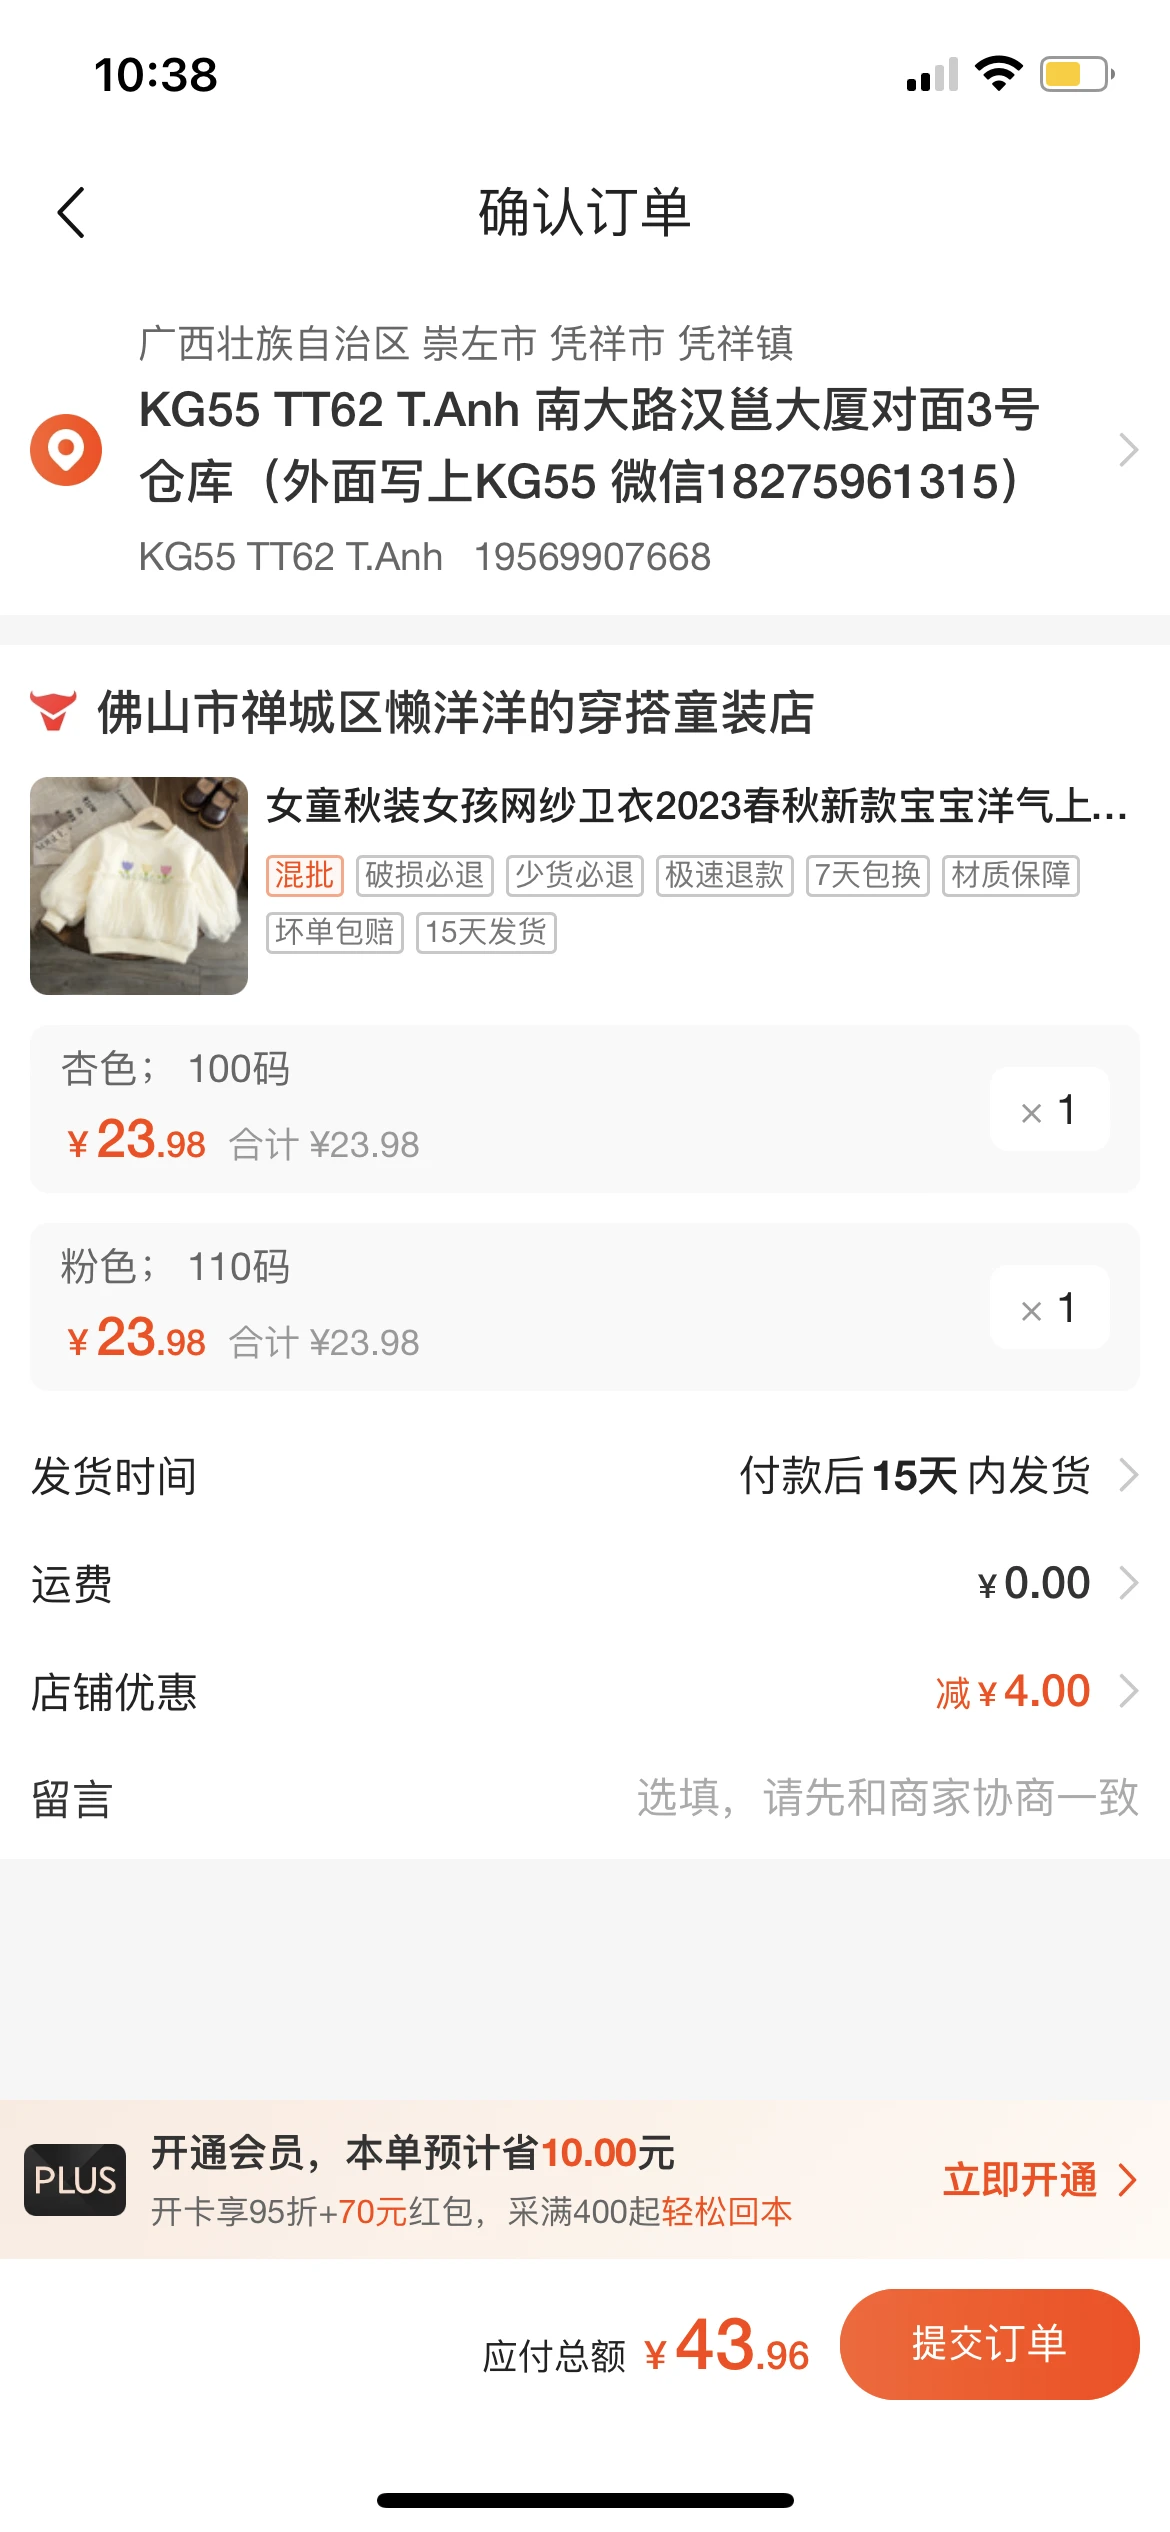 10:38
确认订单
广西壮族自治区 崇左市 凭祥市 凭祥镇
KG55 TT62 T.Anh 南大路汉邕大厦对面3号
仓库（外面写上KG55 微信18275961315）
KG55 TT62 T.Anh 19569907668
佛山市禅城区懒洋洋的穿搭童装店
女童秋装女孩网纱卫衣2023春秋新款宝宝洋气上...
混批 破损必退 少货必退 极速退款 7天包换 材质保障
坏单包赔 15天发货
杏色； 100码
¥23.98 合计 ¥23.98
× 1
粉色； 110码
¥23.98 合计 ¥23.98
× 1
发货时间 付款后 15天 内发货
运费 ¥0.00
店铺优惠 减 ¥4.00
留言 选填，请先和商家协商一致
PLUS
开通会员，本单预计省10.00元
开卡享95折+70元红包，采满400起轻松回本
立即开通
应付总额 ¥43.96
提交订单